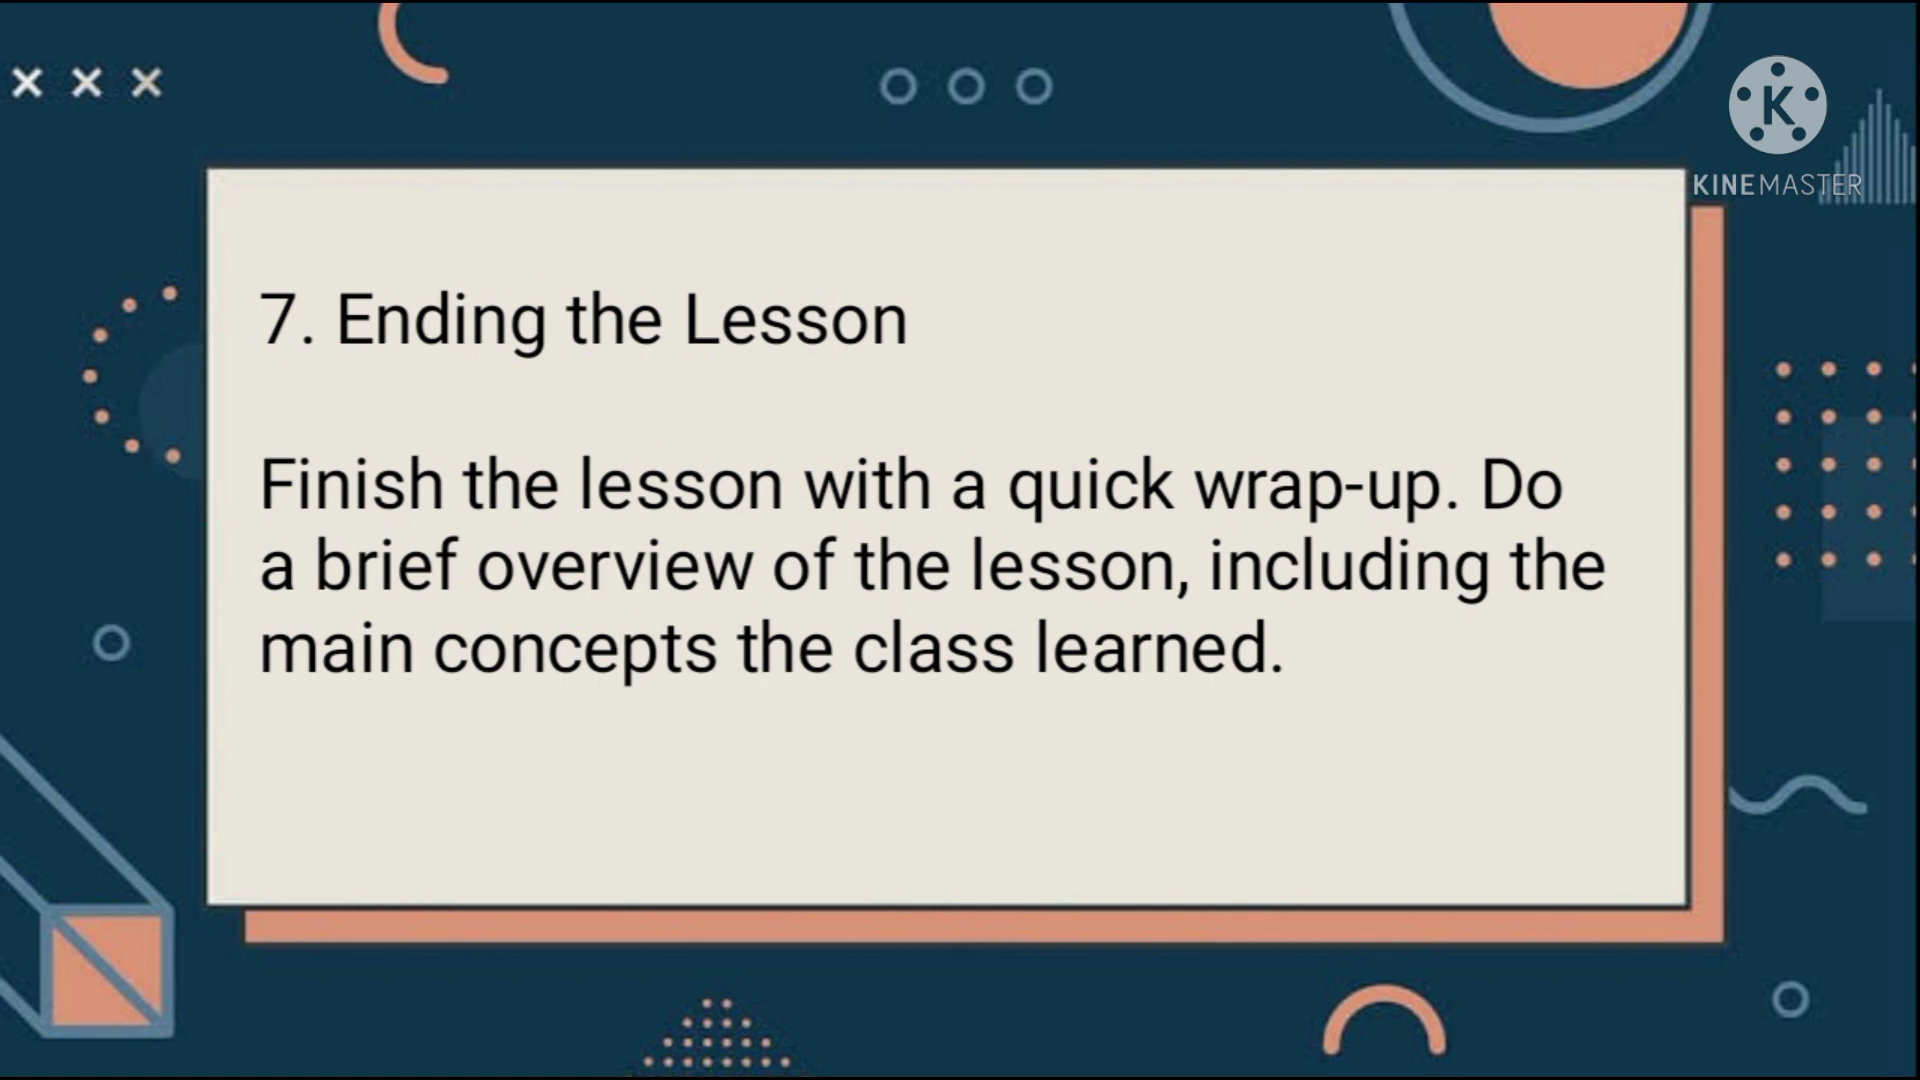 K
KINEMASTER
7. Ending the Lesson
Finish the lesson with a quick wrap-up. Do
a brief overview of the lesson, including the
main concepts the class learned.